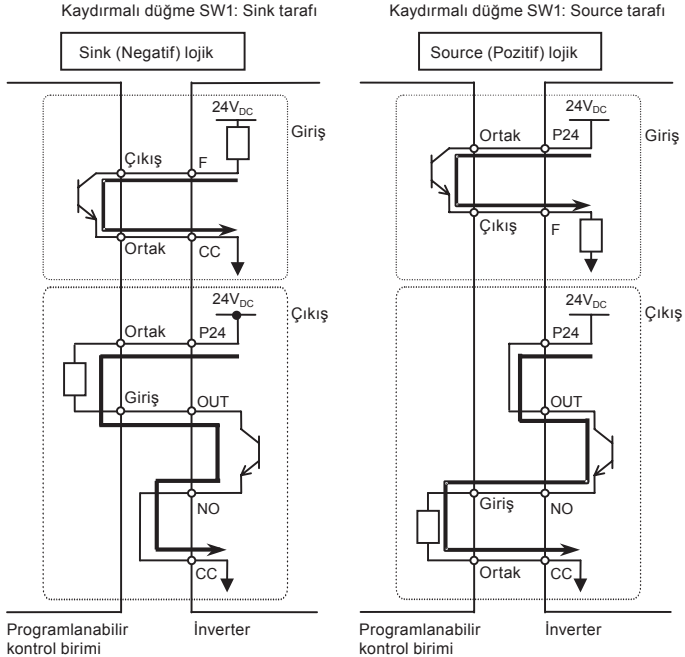 Kaydırmalı düğme SW1: Sink tarafı
Sink (Negatif) lojik
24VDC
Giriş
Çıkış
F
Ortak
CC
24VDC
Çıkış
Ortak
P24
Giriş
OUT
NO
CC
Programlanabilir
kontrol birimi
İnverter
Kaydırmalı düğme SW1: Source tarafı
Source (Pozitif) lojik
24VDC
Ortak
P24
Giriş
Çıkış
F
24VDC
Çıkış
P24
OUT
Giriş
NO
Ortak
CC
Programlanabilir
kontrol birimi
İnverter